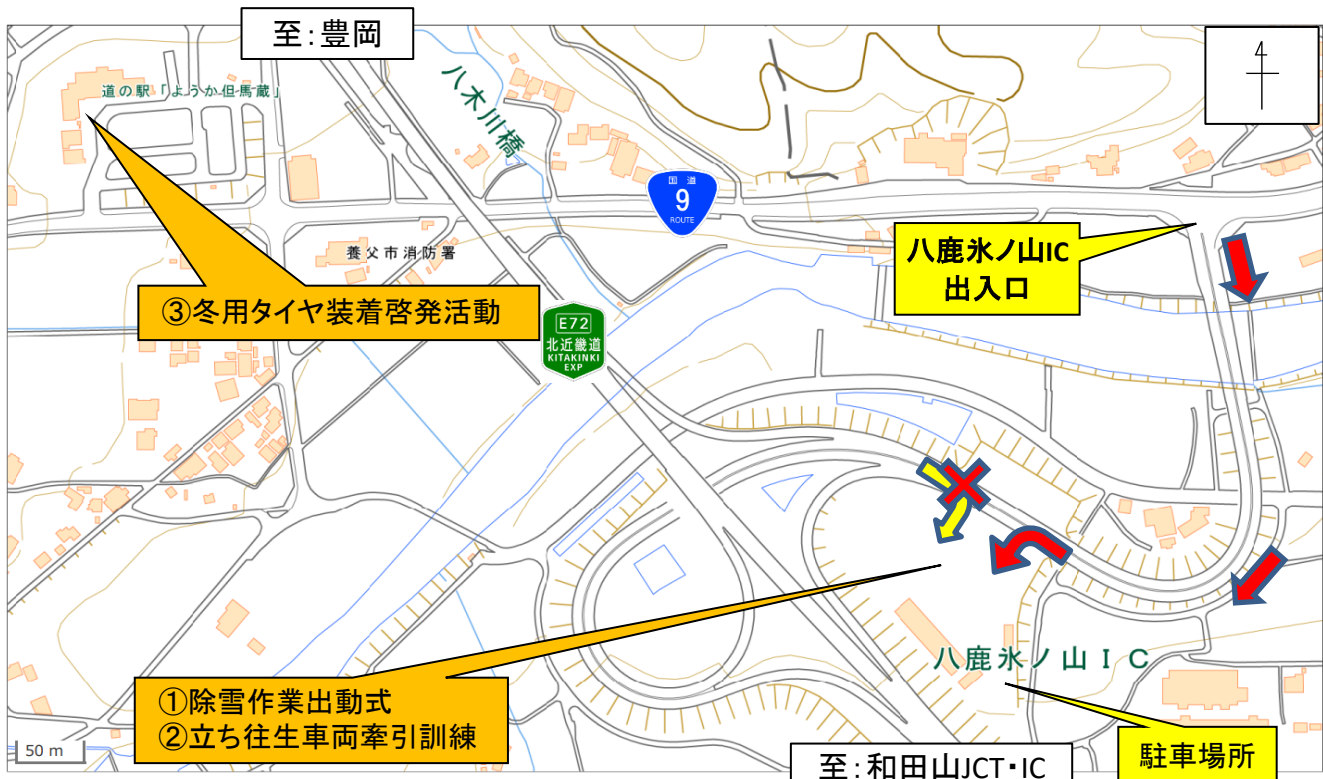 至：豊岡
4
道の駅「ようか但馬蔵」
八木川橋
国道
9
ROUTE
養父市消防署
八鹿氷ノ山IC
出入口
③冬用タイヤ装着啓発活動
E72
北近畿道
KITAKINKI
EXP
八鹿氷ノ山IC
①除雪作業出動式
②立ち往生車両牽引訓練
50 m
至：和田山JCT・IC
駐車場所